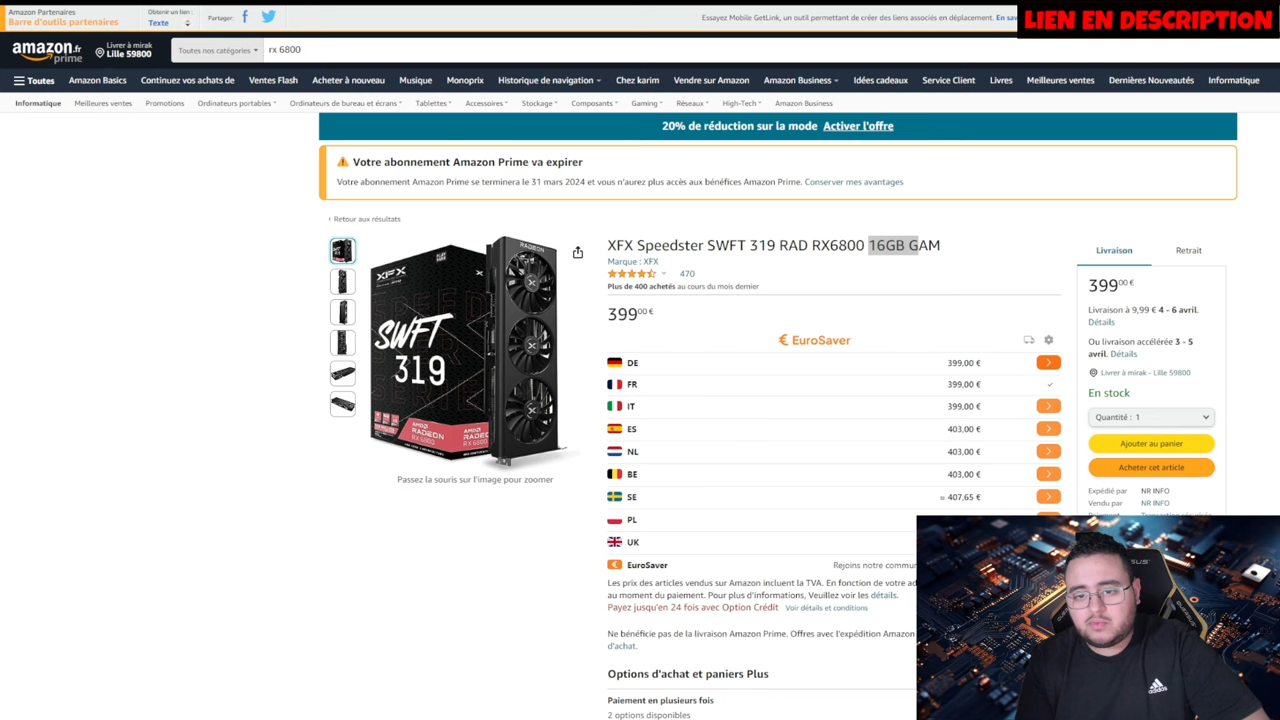 Amazon Partenaires
Barre d'outils partenaires
Obtenir un lien :
Texte
Partager:
Essayez Mobile GetLink, un outil permettant de créer des liens associés en déplacement. En sav
LIEN EN DESCRIPTION
amazon.fr
prime
Livrer à mirak
Lille 59800
Toutes nos catégories
rx 6800
Toutes
Amazon Basics
Continuez vos achats de
Ventes Flash
Acheter à nouveau
Musique
Monoprix
Historique de navigation
Chez karim
Vendre sur Amazon
Amazon Business
Idées cadeaux
Service Client
Livres
Meilleures ventes
Dernières Nouveautés
Informatique
Informatique
Meilleures ventes
Promotions
Ordinateurs portables
Ordinateurs de bureau et écrans
Tablettes
Accessoires
Stockage
Composants
Gaming
Réseaux
High-Tech
Amazon Business
20% de réduction sur la mode Activer l'offre
Votre abonnement Amazon Prime va expirer
Votre abonnement Amazon Prime se terminera le 31 mars 2024 et vous n'aurez plus accès aux bénéfices Amazon Prime. Conserver mes avantages
‹ Retour aux résultats
XFX
SWFT
319
AMD
RADEON
RX 6800
RADEON
Passez la souris sur l'image pour zoomer
XFX Speedster SWFT 319 RAD RX6800 16GB GAM
Marque : XFX
470
Plus de 400 achetés au cours du mois dernier
399,00 €
€ EuroSaver
DE 399,00 €
FR 399,00 €
IT 399,00 €
ES 403,00 €
NL 403,00 €
BE 403,00 €
SE ≈ 407,65 €
PL
UK
EuroSaver Rejoins notre commun
Les prix des articles vendus sur Amazon incluent la TVA. En fonction de votre ad
au moment du paiement. Pour plus d'informations, Veuillez voir les détails.
Payez jusqu'en 24 fois avec Option Crédit Voir détails et conditions
Ne bénéficie pas de la livraison Amazon Prime. Offres avec l'expédition Amazon
d'achat.
Options d'achat et paniers Plus
Paiement en plusieurs fois
2 options disponibles
Livraison
Retrait
399,00 €
Livraison à 9,99 € 4 - 6 avril.
Détails
Ou livraison accélérée 3 - 5
avril. Détails
Livrer à mirak - Lille 59800
En stock
Quantité : 1
Ajouter au panier
Acheter cet article
Expédié par NR INFO
Vendu par NR INFO
Paiement Transaction sécurisée
adidas